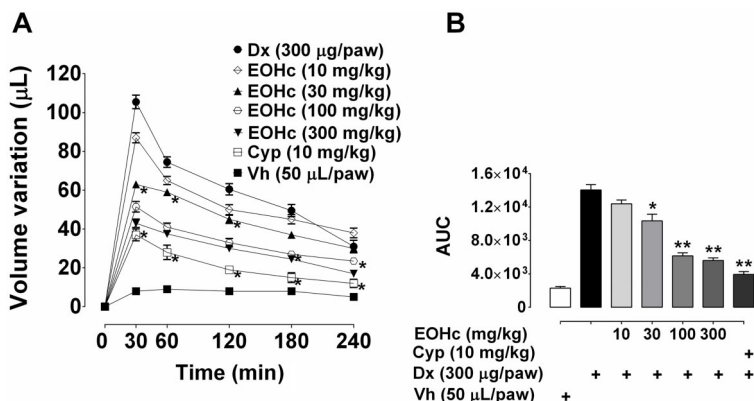 A
Dx (300 µg/paw)
EOHc (10 mg/kg)
EOHc (30 mg/kg)
EOHc (100 mg/kg)
EOHc (300 mg/kg)
Cyp (10 mg/kg)
Vh (50 µL/paw)
Volume variation (µL)
120
100
80
60
40
20
0
* * *
* *
* * * * *
0 30 60 120 180 240
Time (min)
B
AUC
1.6×10⁴
1.2×10⁴
8.0×10³
4.0×10³
0
* ** ** **
EOHc (mg/kg) 10 30 100 300
Cyp (10 mg/kg) +
Dx (300 µg/paw) + + + + + +
Vh (50 µL/paw) +